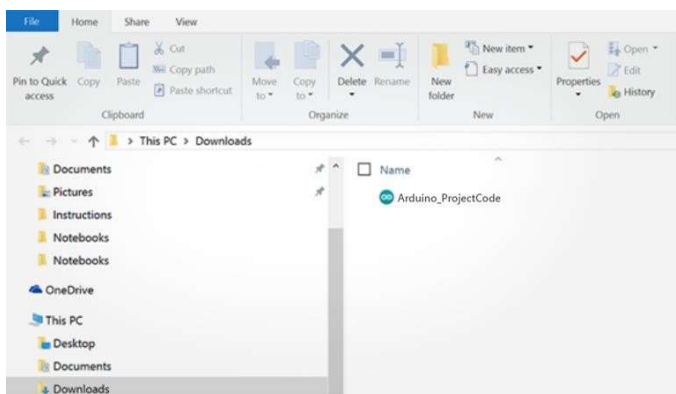 File Home Share View
Pin to Quick access
Copy
Paste
Cut
Copy path
Paste shortcut
Clipboard
Move to
Copy to
Delete
Rename
Organize
New folder
New item
Easy access
New
Properties
Open
Edit
History
Open
> This PC > Downloads
Documents
Pictures
Instructions
Notebooks
Notebooks
OneDrive
This PC
Desktop
Documents
Downloads
Name
Arduino_ProjectCode